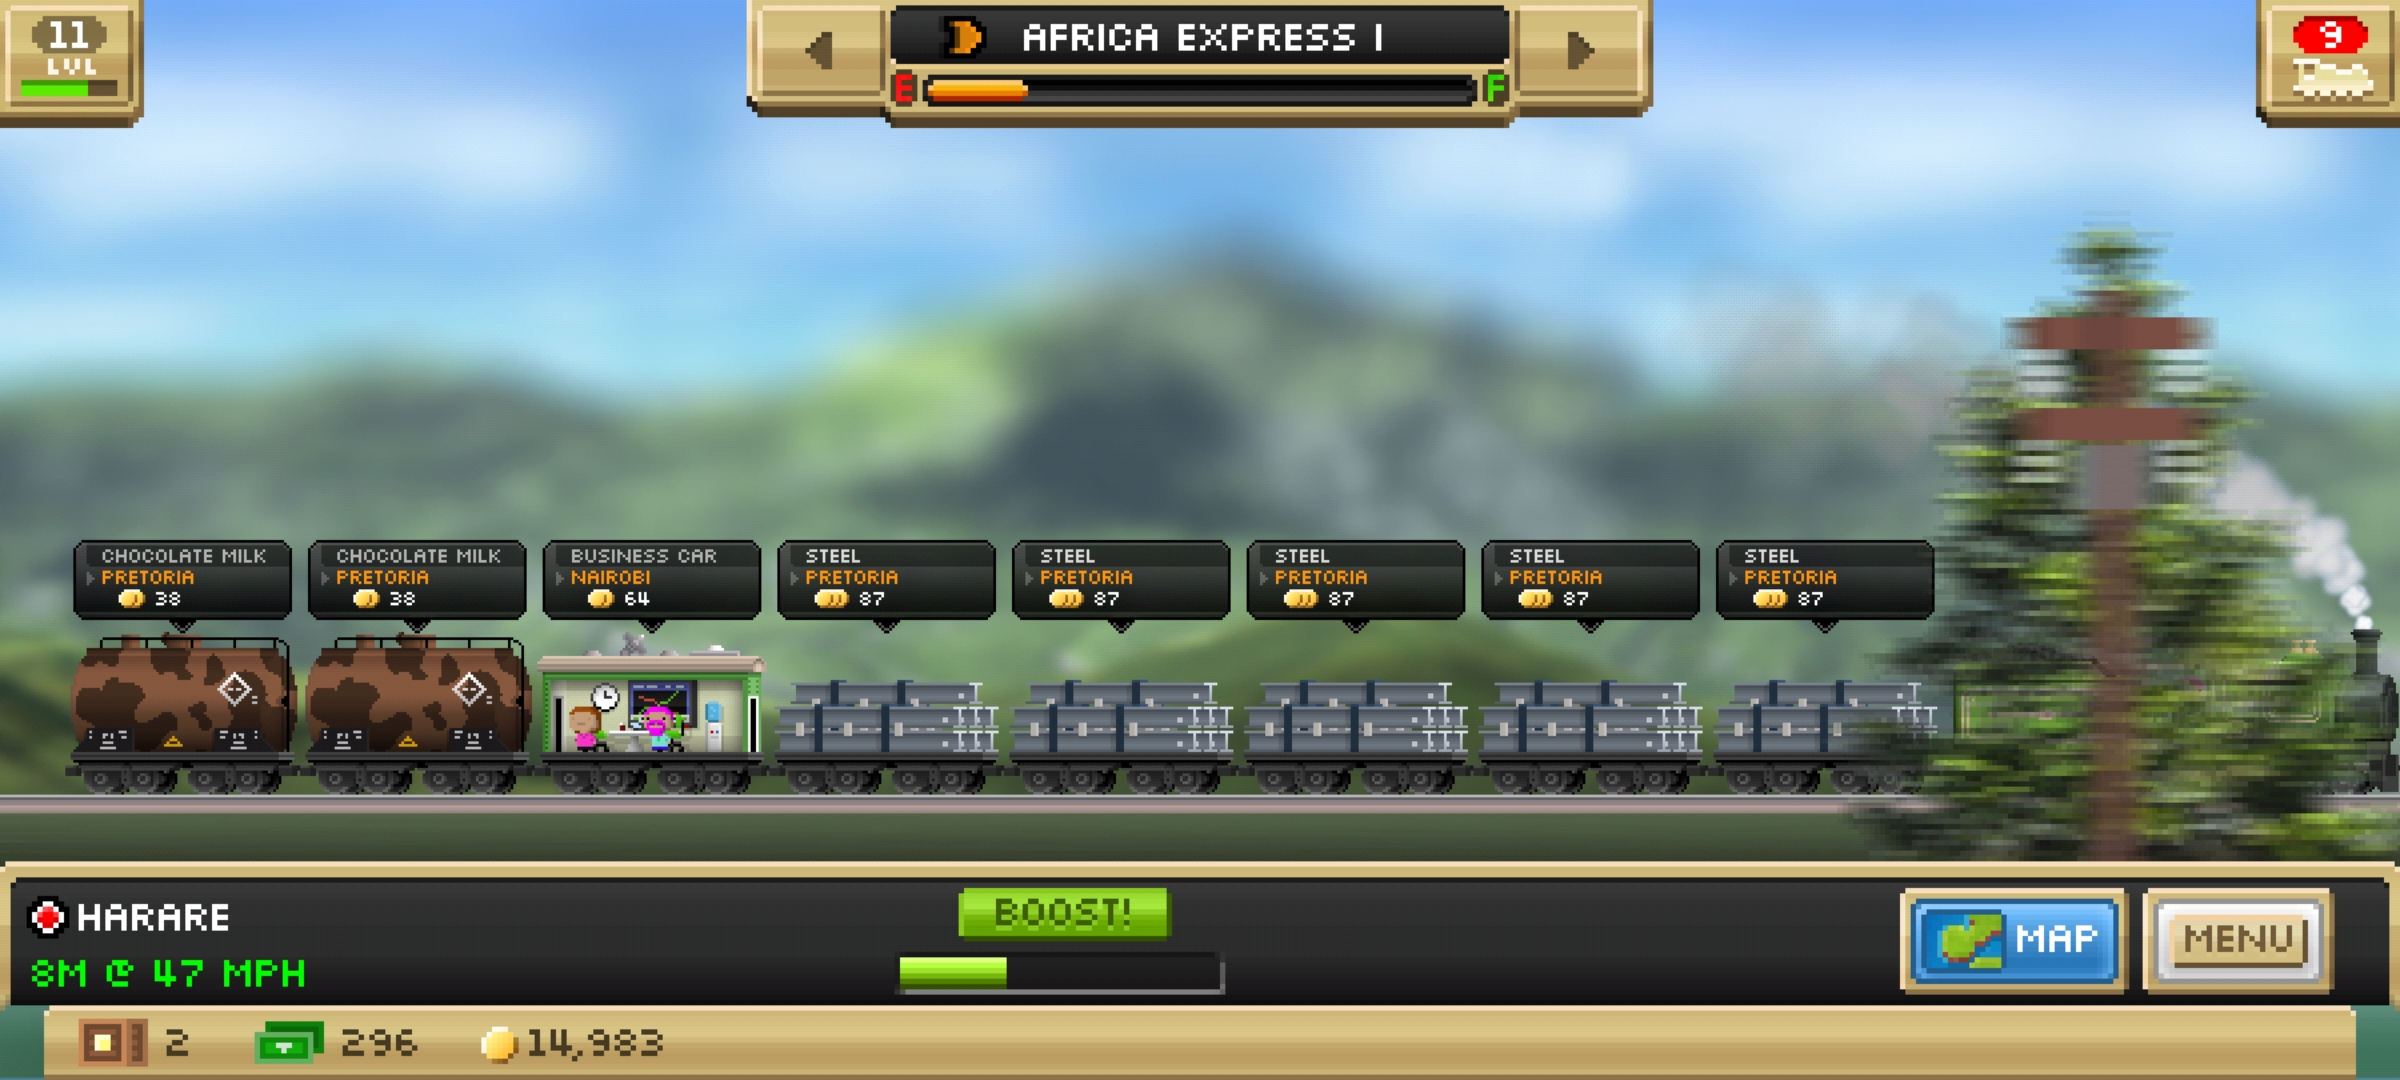 11
LVL
AFRICA EXPRESS I
E
F
9
CHOCOLATE MILK
PRETORIA
38
CHOCOLATE MILK
PRETORIA
38
BUSINESS CAR
NAIROBI
64
STEEL
PRETORIA
87
STEEL
PRETORIA
87
STEEL
PRETORIA
87
STEEL
PRETORIA
87
STEEL
PRETORIA
87
HARARE
8M @ 47 MPH
BOOST!
MAP
MENU
2
296
14,983